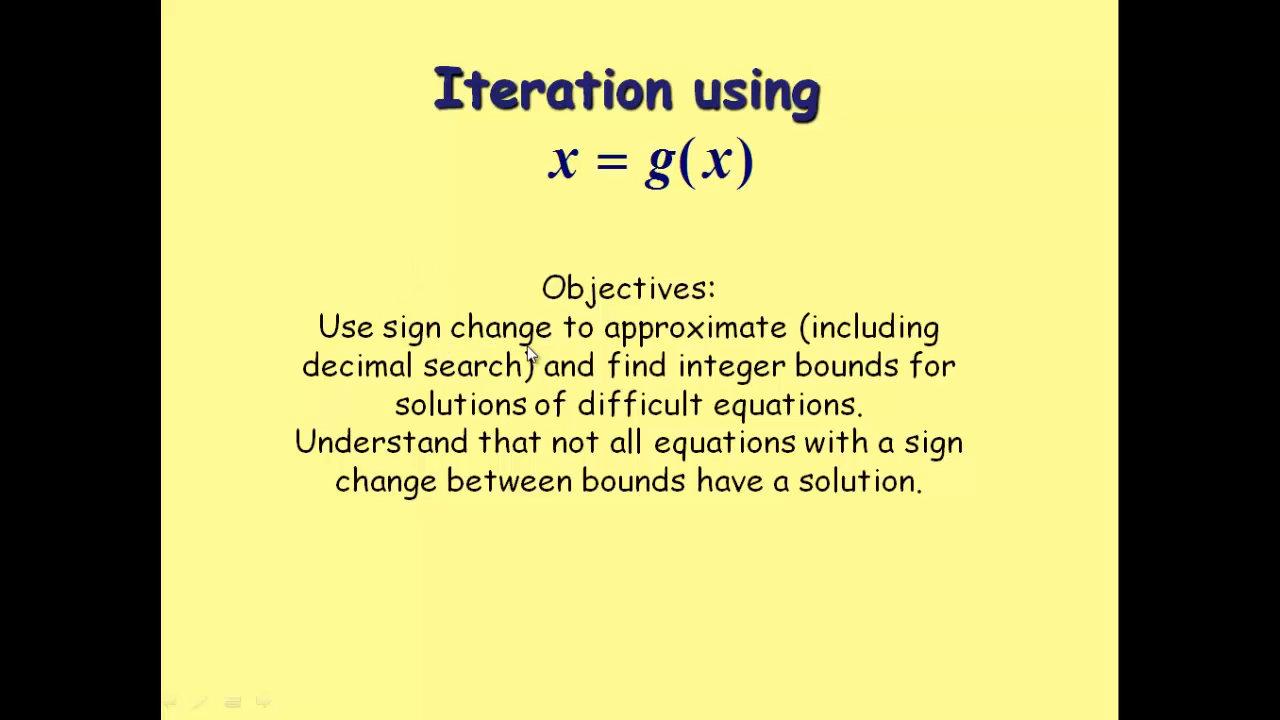 Iteration using
x = g(x)
Objectives:
Use sign change to approximate (including
decimal search) and find integer bounds for
solutions of difficult equations.
Understand that not all equations with a sign
change between bounds have a solution.